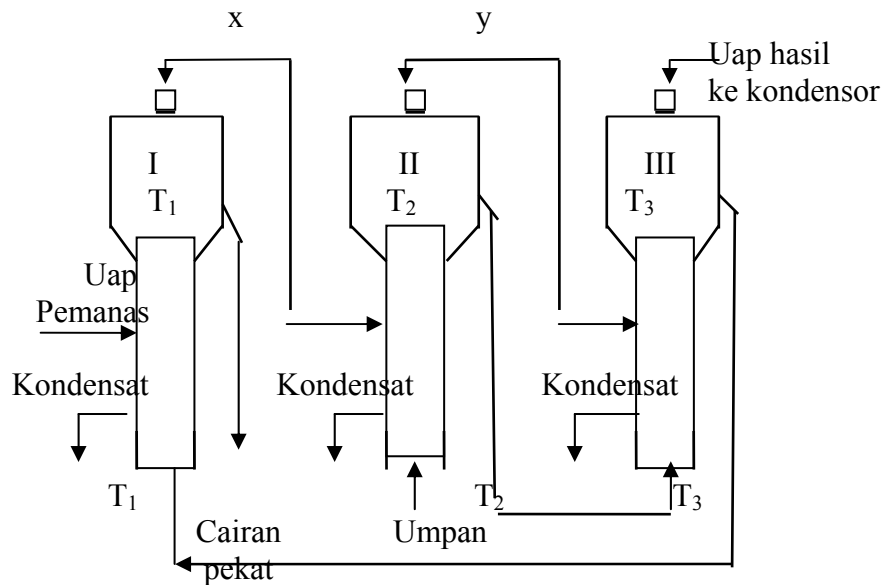 x
y
Uap hasil
ke kondensor
I
T₁
II
T₂
III
T₃
Uap
Pemanas
Kondensat
Kondensat
Kondensat
T₁
T₂
T₃
Cairan
pekat
Umpan